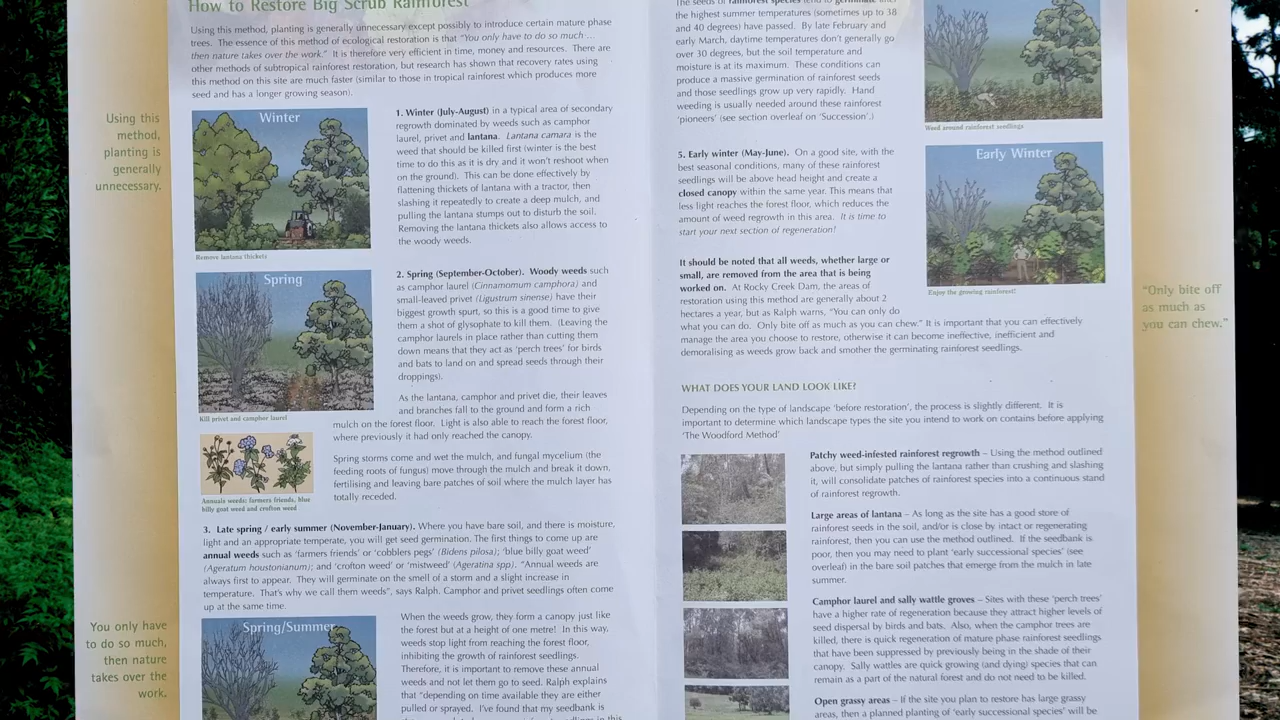 How to Restore Big Scrub Rainforest
Using this method, planting is generally unnecessary except possibly to introduce certain mature phase
trees. The essence of this method of ecological restoration is that "You only have to do so much…
then nature takes over the work." It is therefore very efficient in time, money and resources. There are
other methods of subtropical rainforest restoration, but research has shown that recovery rates using
this method on this site are much faster (similar to those in tropical rainforest which produces more
seed and has a longer growing season).
Using this
method,
planting is
generally
unnecessary.
Winter
Remove lantana thickets
1. Winter (July-August) in a typical area of secondary
regrowth dominated by weeds such as camphor
laurel, privet and lantana. Lantana camara is the
weed that should be killed first (winter is the best
time to do this as it is dry and it won't reshoot when
on the ground). This can be done effectively by
flattening thickets of lantana with a tractor, then
slashing it repeatedly to create a deep mulch, and
pulling the lantana stumps out to disturb the soil.
Removing the lantana thickets also allows access to
the woody weeds.
Spring
Kill privet and camphor laurel
2. Spring (September-October). Woody weeds such
as camphor laurel (Cinnamomum camphora) and
small-leaved privet (Ligustrum sinense) have their
biggest growth in spring, so this is a good time to give
them a shot of herbicide to kill them. (Leaving the
camphor laurels in place rather than cutting them
down means that they act as 'perch trees' for birds
and bats to land on and spread seeds through their
droppings).
As the lantana, camphor and privet die, their leaves
and branches fall to the ground and form a rich
mulch on the forest floor. Light is also able to reach the forest floor,
where previously it had only reached the canopy.
Annuals weeds: farmers friends, blue
billy goat weed and crofton weed
Spring storms come and wet the mulch, and fungal mycelium (the
feeding roots of fungus) move through the mulch and break it down,
fertilising and leaving bare patches of soil where the mulch layer has
totally receded.
3. Late spring / early summer (November-January). Where you have bare soil, and there is moisture,
light and an appropriate temperate, you will get seed germination. The first things to come up are
annual weeds such as 'farmers friends' or 'cobblers pegs' (Bidens pilosa); and 'blue billy goat weed'
(Ageratum houstonianum); and 'crofton weed' or 'mistweed' (Ageratina spp). "Annual weeds are
always first to appear. They will germinate on the smell of a storm and a slight increase in
temperature. That's why we call them weeds", says Ralph. Camphor and privet seedlings often come
up at the same time.
You only have
to do so much,
then nature
takes over the
work.
Spring/Summer
When the weeds grow, they form a canopy just like
the forest but at a height of one metre! In this way,
weeds stop light from reaching the forest floor,
inhibiting the growth of rainforest seedlings.
Therefore, it is important to remove these annual
weeds and not let them go to seed. Ralph explains
that "depending on time available they are either
pulled or sprayed. I've found that my seedbank is
the highest summer temperatures (sometimes up to 38
and 40 degrees) have passed. By late February and
early March, daytime temperatures don't generally go
over 30 degrees, but the soil temperature and
moisture is at its maximum. These conditions can
produce a massive germination of rainforest seeds
and those seedlings grow up very rapidly. Hand
weeding is usually needed around these rainforest
'pioneers' (see section overleaf on 'Succession'.)
Weed around rainforest seedlings
5. Early winter (May-June). On a good site, with the
best seasonal conditions, many of these rainforest
seedlings will be above head height and create a
closed canopy within the same year. This means that
less light reaches the forest floor, which reduces the
amount of weed regrowth in this area. It is time to
start your next section of regeneration!
Early Winter
Enjoy the growing rainforest!
It should be noted that all weeds, whether large or
small, are removed from the area that is being
worked on. At Rocky Creek Dam, the areas of
restoration using this method are generally about 2
hectares a year, but as Ralph warns, "You can only do
what you can do. Only bite off as much as you can chew." It is important that you can effectively
manage the area you choose to restore, otherwise it can become ineffective, inefficient and
demoralising as weeds grow back and smother the germinating rainforest seedlings.
"Only bite off
as much as
you can chew."
WHAT DOES YOUR LAND LOOK LIKE?
Depending on the type of landscape 'before restoration', the process is slightly different. It is
important to determine which landscape types the site you intend to work on contains before applying
'The Woodford Method'
Patchy weed-infested rainforest regrowth – Using the method outlined
above, but simply pulling the lantana rather than crushing and slashing
it, will consolidate patches of rainforest species into a continuous stand
of rainforest regrowth.
Large areas of lantana – As long as the site has a good store of
rainforest seeds in the soil, and/or is close by intact or regenerating
rainforest, then you can use the method outlined. If the seedbank is
poor, then you may need to plant 'early successional species' (see
overleaf) in the bare soil patches that emerge from the mulch in late
summer.
Camphor laurel and sally wattle groves – Sites with these 'perch trees'
have a higher rate of regeneration because they attract higher levels of
seed dispersal by birds and bats. Also, when the camphor trees are
killed, there is quick regeneration of mature phase rainforest seedlings
that have been suppressed by previously being in the shade of their
canopy. Sally wattles are quick growing (and dying) species that can
remain as a part of the natural forest and do not need to be killed.
Open grassy areas – If the site you plan to restore has large grassy
areas, then a planned planting of 'early successional species' will be